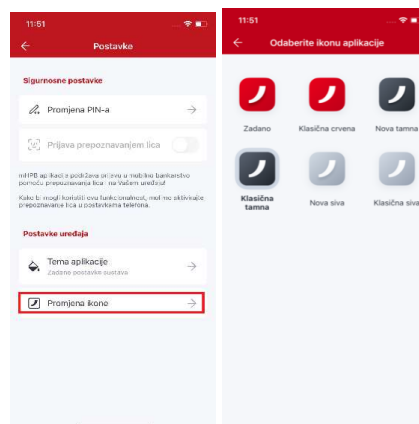 11:51
Postavke
Sigurnosne postavke
Promjena PIN-a
Prijava prepoznavanjem lica
mHPB aplikacija podržava prijavu u mobilno bankarstvo
pomoću prepoznavanja lica na Vašem uređaju!
Kako bi mogli koristiti ovu funkcionalnost, molimo aktivirajte
prepoznavanje lica u postavkama telefona.
Postavke uređaja
Tema aplikacije
Zadane postavke sustava
Promjena ikone
11:51
Odaberite ikonu aplikacije
Zadano
Klasična crvena
Nova tamna
Klasična
tamna
Nova siva
Klasična siva